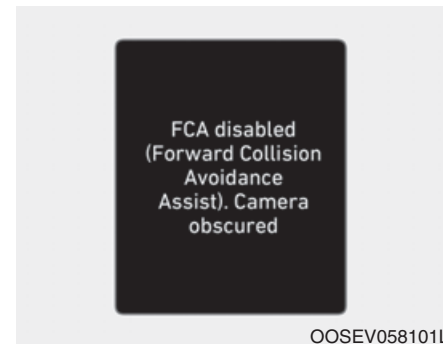 FCA disabled
(Forward Collision
Avoidance
Assist). Camera
obscured
OOSEV058101L